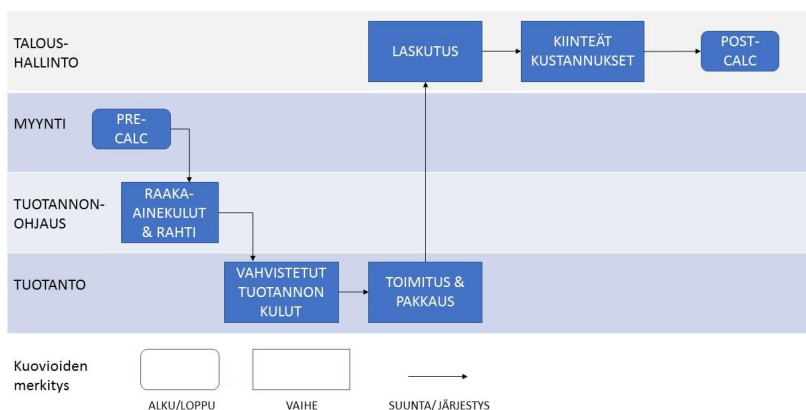 TALOUS-
HALLINTO
LASKUTUS
KIINTEÄT
KUSTANNUKSET
POST-
CALC
MYYNTI
PRE-
CALC
TUOTANNON-
OHJAUS
RAAKA-
AINEKULUT
& RAHTI
TUOTANTO
VAHVISTETUT
TUOTANNON
KULUT
TOIMITUS &
PAKKAUS
Kuovioiden
merkitys
ALKU/LOPPU
VAIHE
SUUNTA/JÄRJESTYS